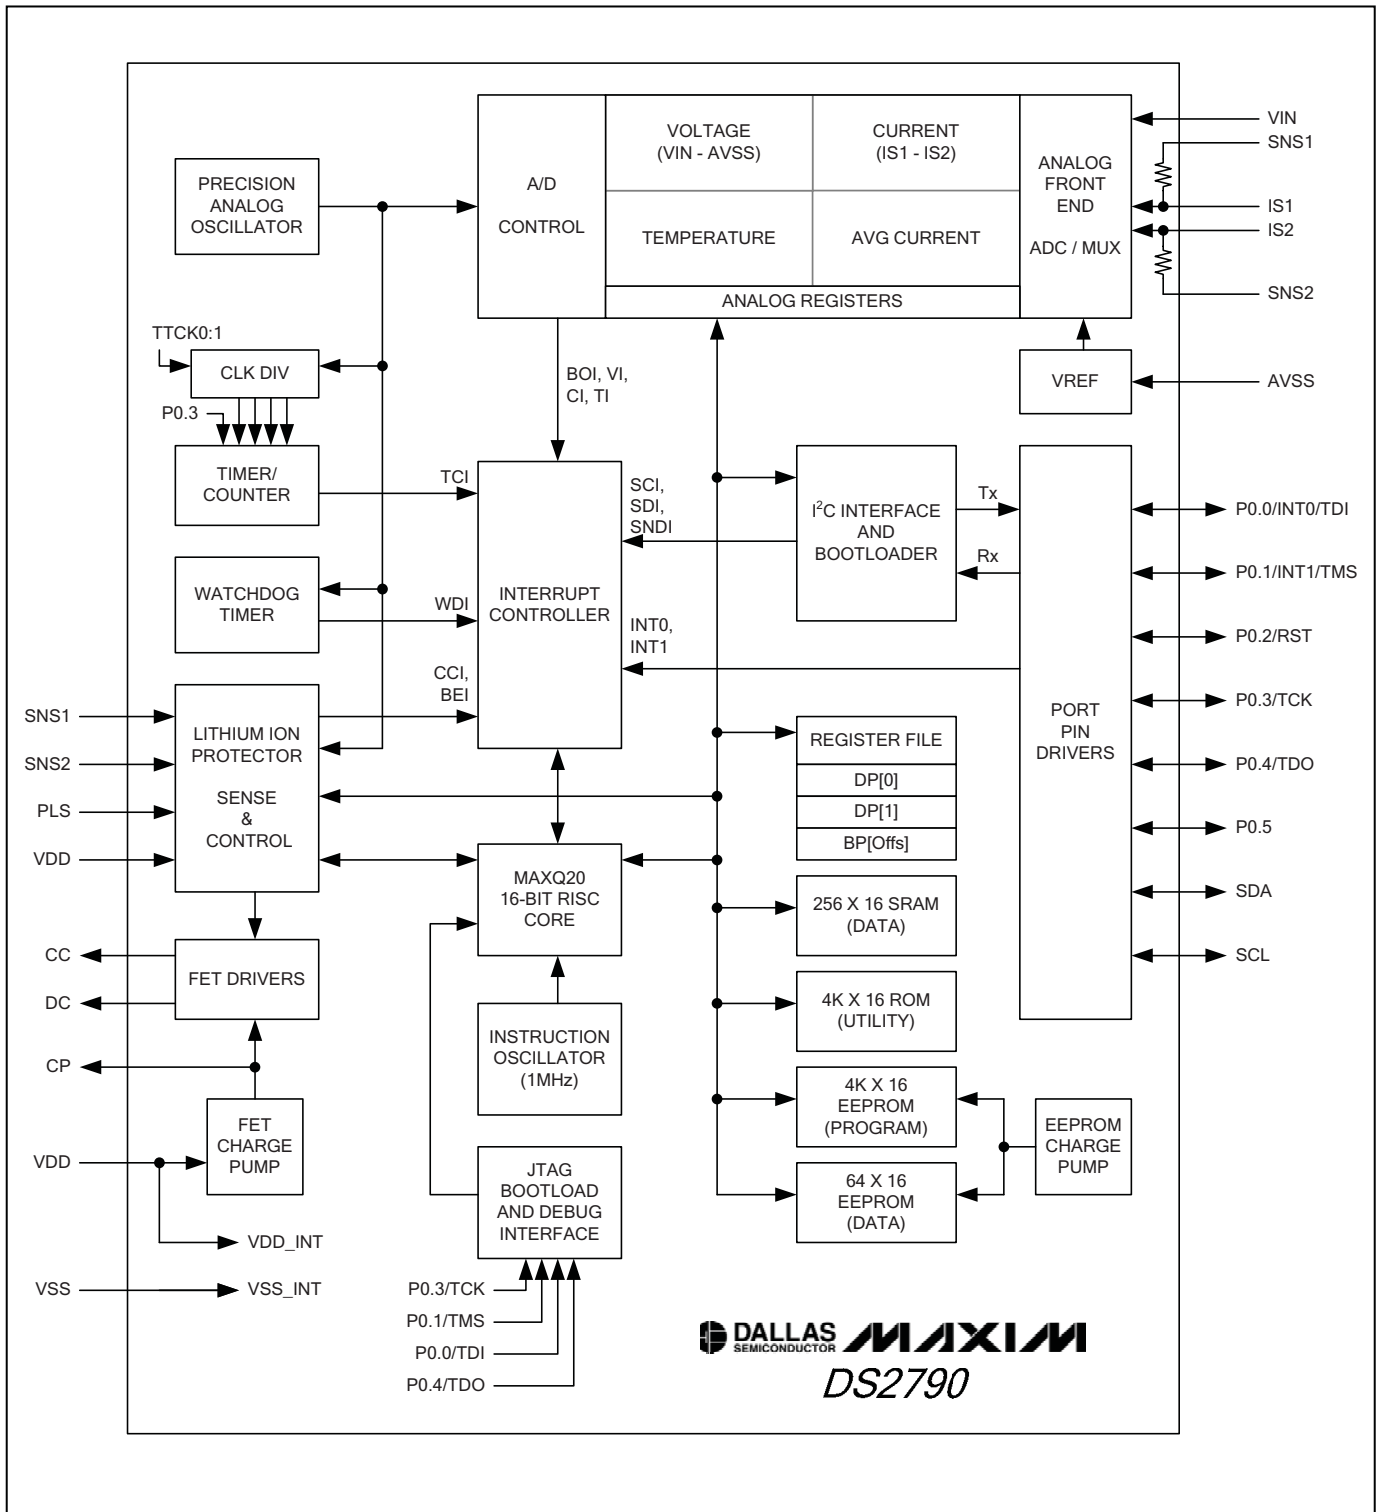 VOLTAGE
(VIN - AVSS)
CURRENT
(IS1 - IS2)
A/D
CONTROL
TEMPERATURE
AVG CURRENT
ANALOG REGISTERS
ANALOG
FRONT
END
ADC / MUX
VIN
SNS1
IS1
IS2
SNS2
PRECISION
ANALOG
OSCILLATOR
TTCK0:1
CLK DIV
P0.3
TIMER/
COUNTER
BOI, VI,
CI, TI
VREF
AVSS
TCI
SCI,
SDI,
SNDI
I²C INTERFACE
AND
BOOTLOADER
Tx
Rx
WATCHDOG
TIMER
WDI
INTERRUPT
CONTROLLER
INT0,
INT1
CCI,
BEI
PORT
PIN
DRIVERS
P0.0/INT0/TDI
P0.1/INT1/TMS
P0.2/RST
P0.3/TCK
P0.4/TDO
P0.5
SDA
SCL
SNS1
SNS2
PLS
VDD
LITHIUM ION
PROTECTOR
SENSE
&
CONTROL
REGISTER FILE
DP[0]
DP[1]
BP[Offs]
MAXQ20
16-BIT RISC
CORE
256 X 16 SRAM
(DATA)
CC
DC
FET DRIVERS
CP
4K X 16 ROM
(UTILITY)
INSTRUCTION
OSCILLATOR
(1MHz)
4K X 16
EEPROM
(PROGRAM)
EEPROM
CHARGE
PUMP
FET
CHARGE
PUMP
VDD
JTAG
BOOTLOAD
AND DEBUG
INTERFACE
64 X 16
EEPROM
(DATA)
VDD_INT
VSS
VSS_INT
P0.3/TCK
P0.1/TMS
P0.0/TDI
P0.4/TDO
DALLAS
SEMICONDUCTOR
MAXIM
DS2790